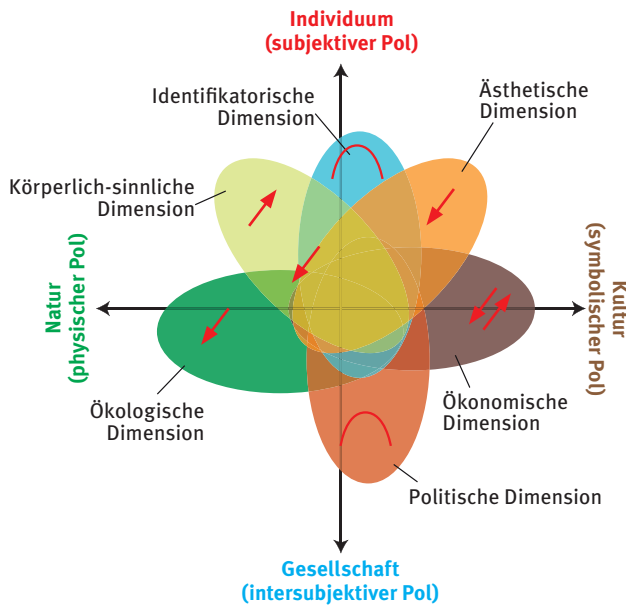 Individuum
(subjektiver Pol)
Identifikatorische
Dimension
Ästhetische
Dimension
Körperlich-sinnliche
Dimension
Natur
(physischer Pol)
Kultur
(symbolischer Pol)
Ökologische
Dimension
Ökonomische
Dimension
Politische Dimension
Gesellschaft
(intersubjektiver Pol)